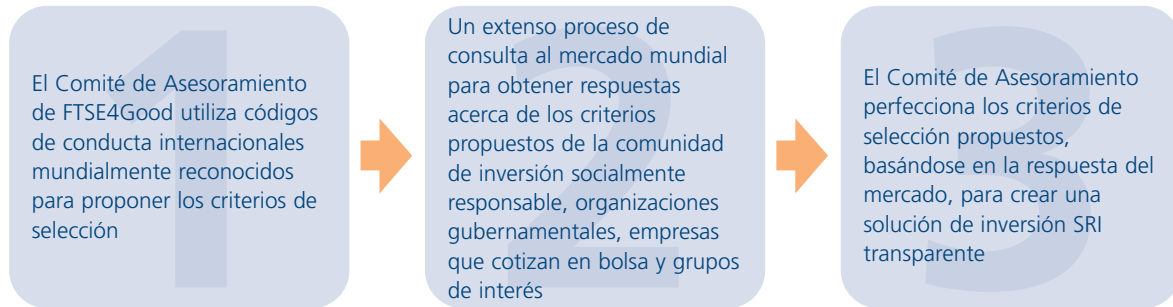 1
El Comité de Asesoramiento
de FTSE4Good utiliza códigos
de conducta internacionales
mundialmente reconocidos
para proponer los criterios de
selección
2
Un extenso proceso de
consulta al mercado mundial
para obtener respuestas
acerca de los criterios
propuestos de la comunidad
de inversión socialmente
responsable, organizaciones
gubernamentales, empresas
que cotizan en bolsa y grupos
de interés
3
El Comité de Asesoramiento
perfecciona los criterios de
selección propuestos,
basándose en la respuesta del
mercado, para crear una
solución de inversión SRI
transparente